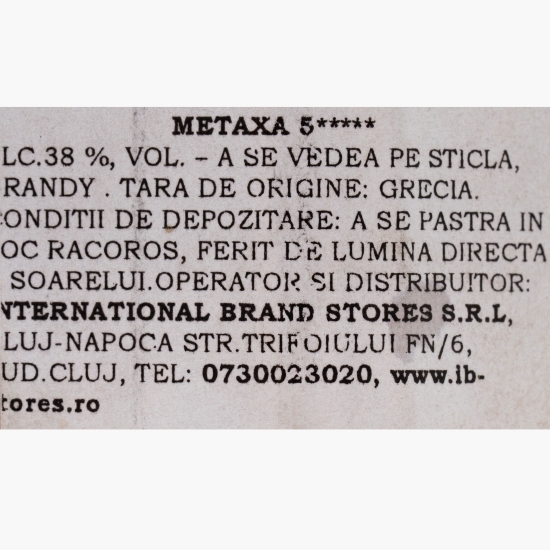 METAXA 5*****
LC.38 %, VOL. – A SE VEDEA PE STICLA,
RANDY . TARA DE ORIGINE: GRECIA.
CONDITII DE DEPOZITARE: A SE PASTRA IN
OC RACOROS, FERIT DE LUMINA DIRECTA
SOARELUI.OPERATOR SI DISTRIBUITOR:
INTERNATIONAL BRAND STORES S.R.L,
LUJ-NAPOCA STR.TRIFOIULUI FN/6,
UD.CLUJ, TEL: 0730023020, www.ib-
tores.ro